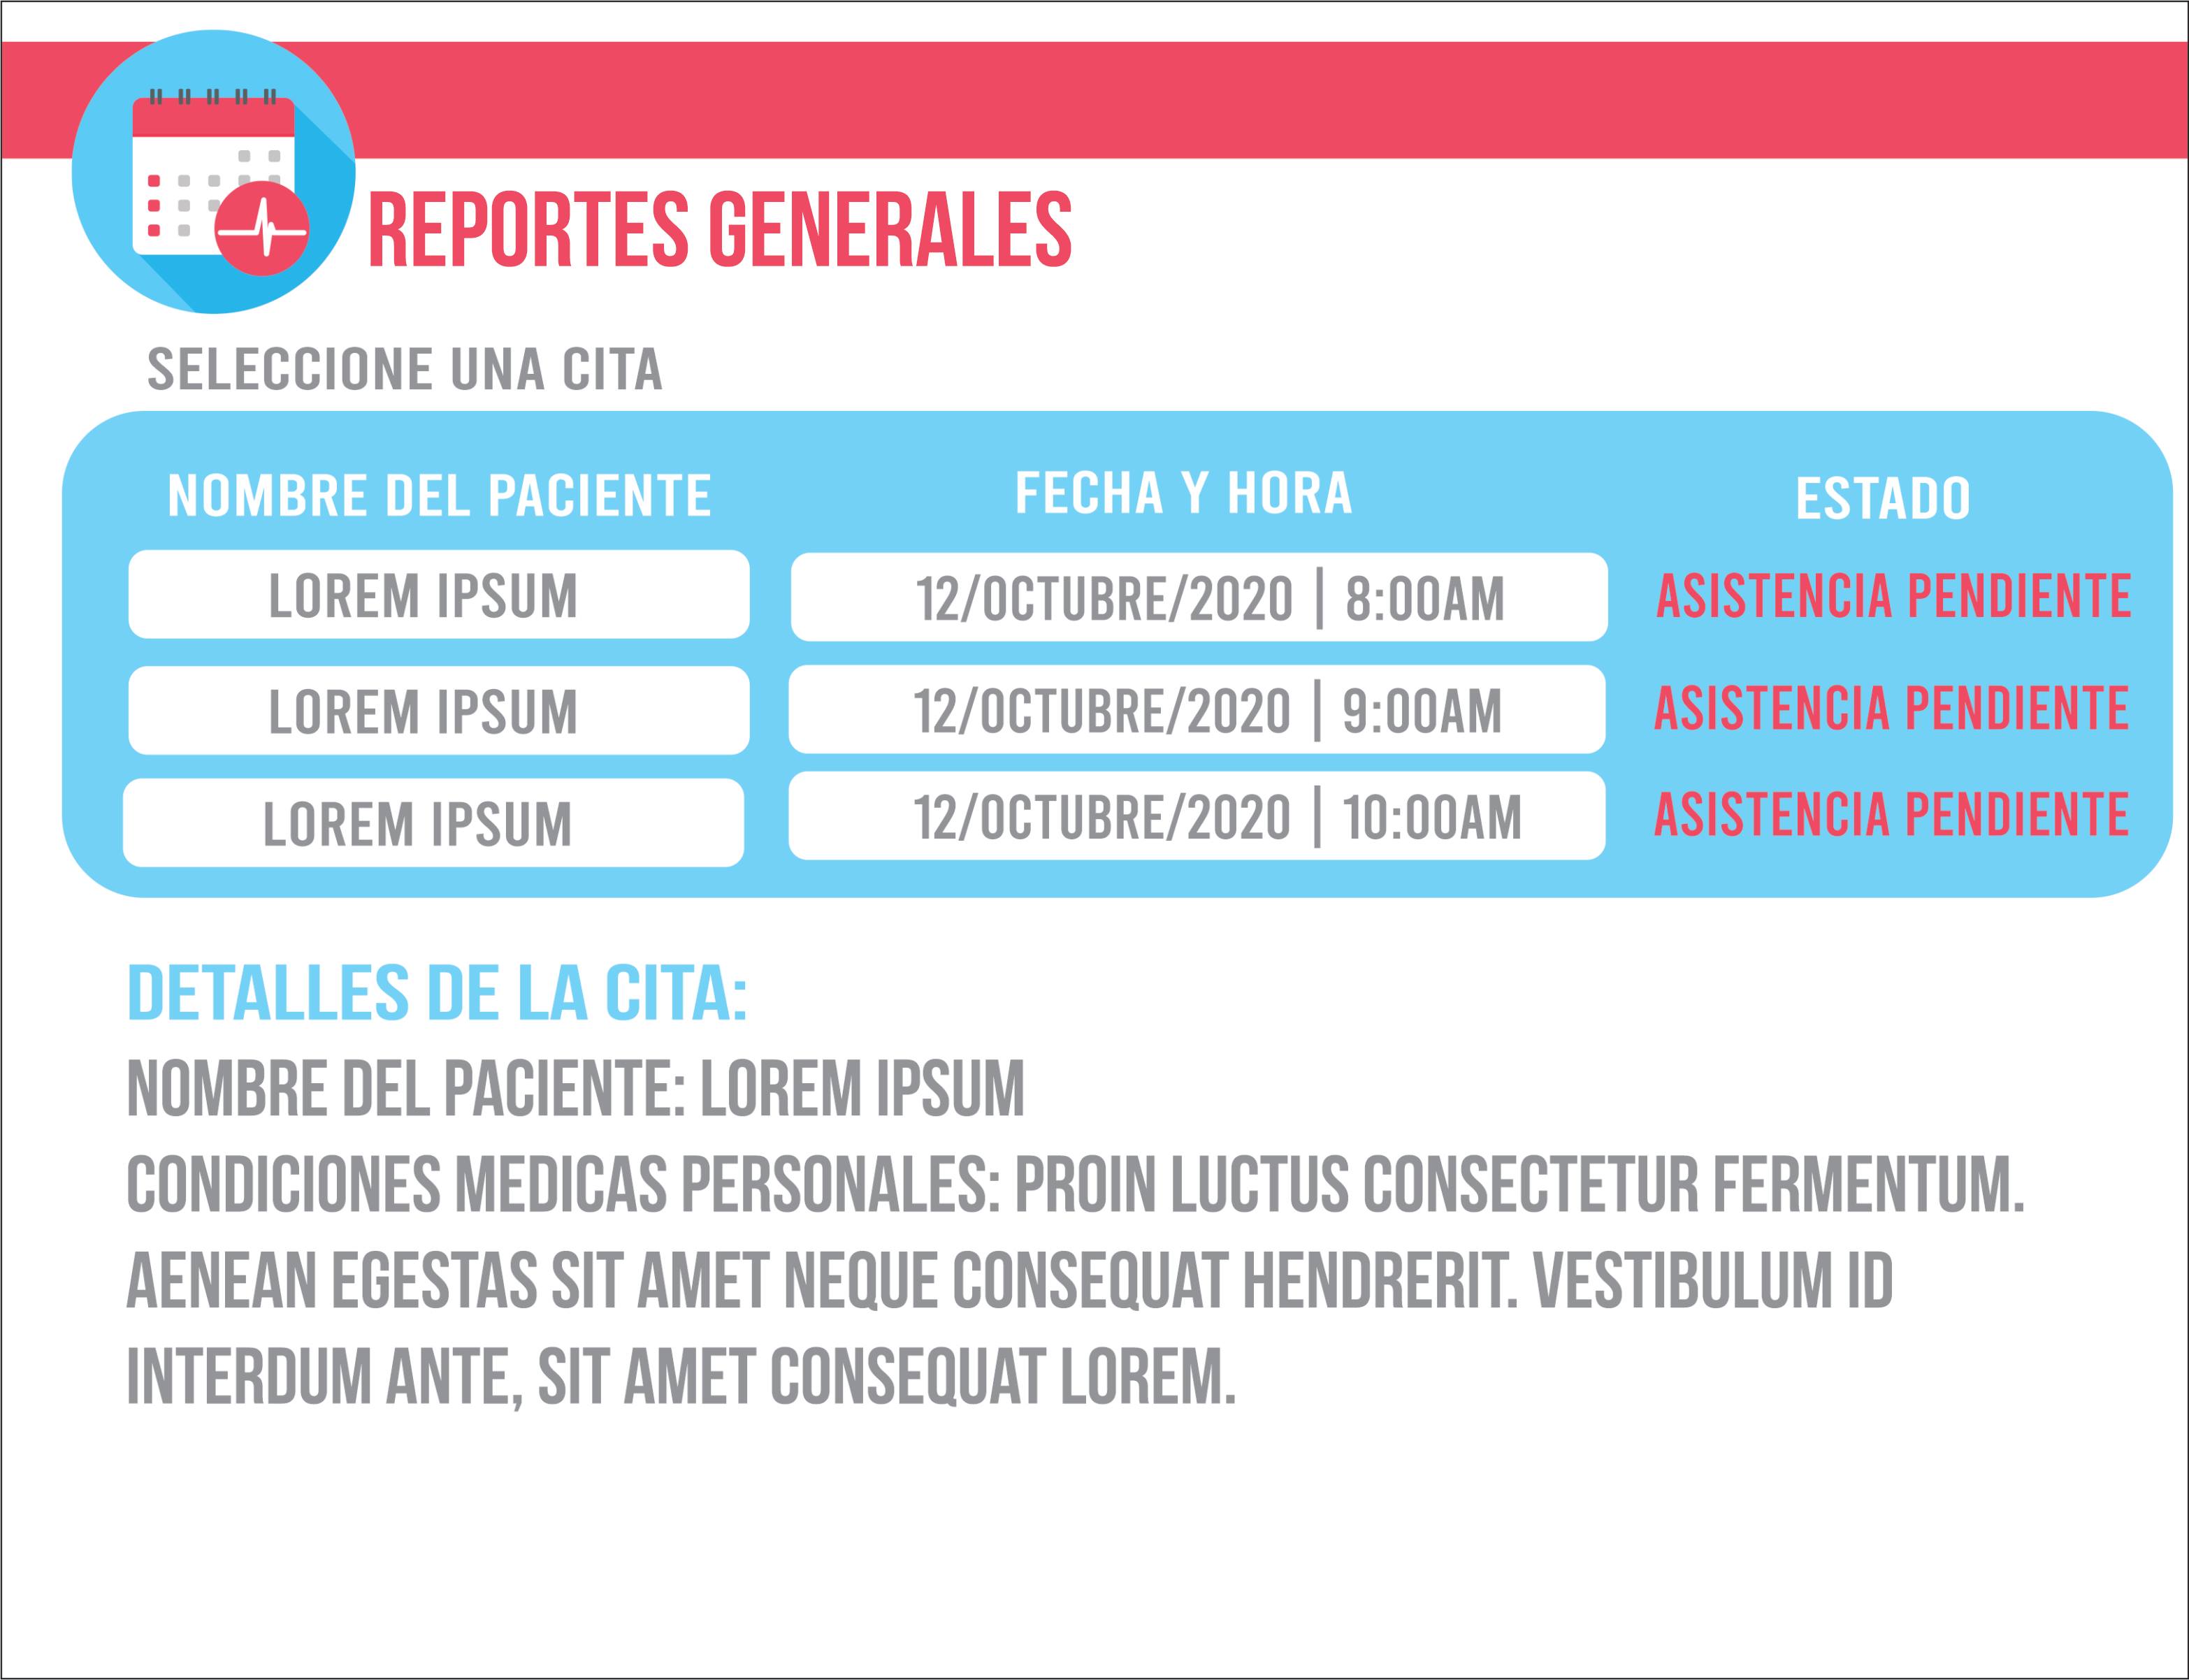 REPORTES GENERALES
SELECCIONE UNA CITA
NOMBRE DEL PACIENTE FECHA Y HORA ESTADO
LOREM IPSUM 12/OCTUBRE/2020 | 8:00AM ASISTENCIA PENDIENTE
LOREM IPSUM 12/OCTUBRE/2020 | 9:00AM ASISTENCIA PENDIENTE
LOREM IPSUM 12/OCTUBRE/2020 | 10:00AM ASISTENCIA PENDIENTE
DETALLES DE LA CITA:
NOMBRE DEL PACIENTE: LOREM IPSUM
CONDICIONES MEDICAS PERSONALES: PROIN LUCTUS CONSECTETUR FERMENTUM.
AENEAN EGESTAS SIT AMET NEQUE CONSEQUAT HENDRERIT. VESTIBULUM ID
INTERDUM ANTE, SIT AMET CONSEQUAT LOREM.